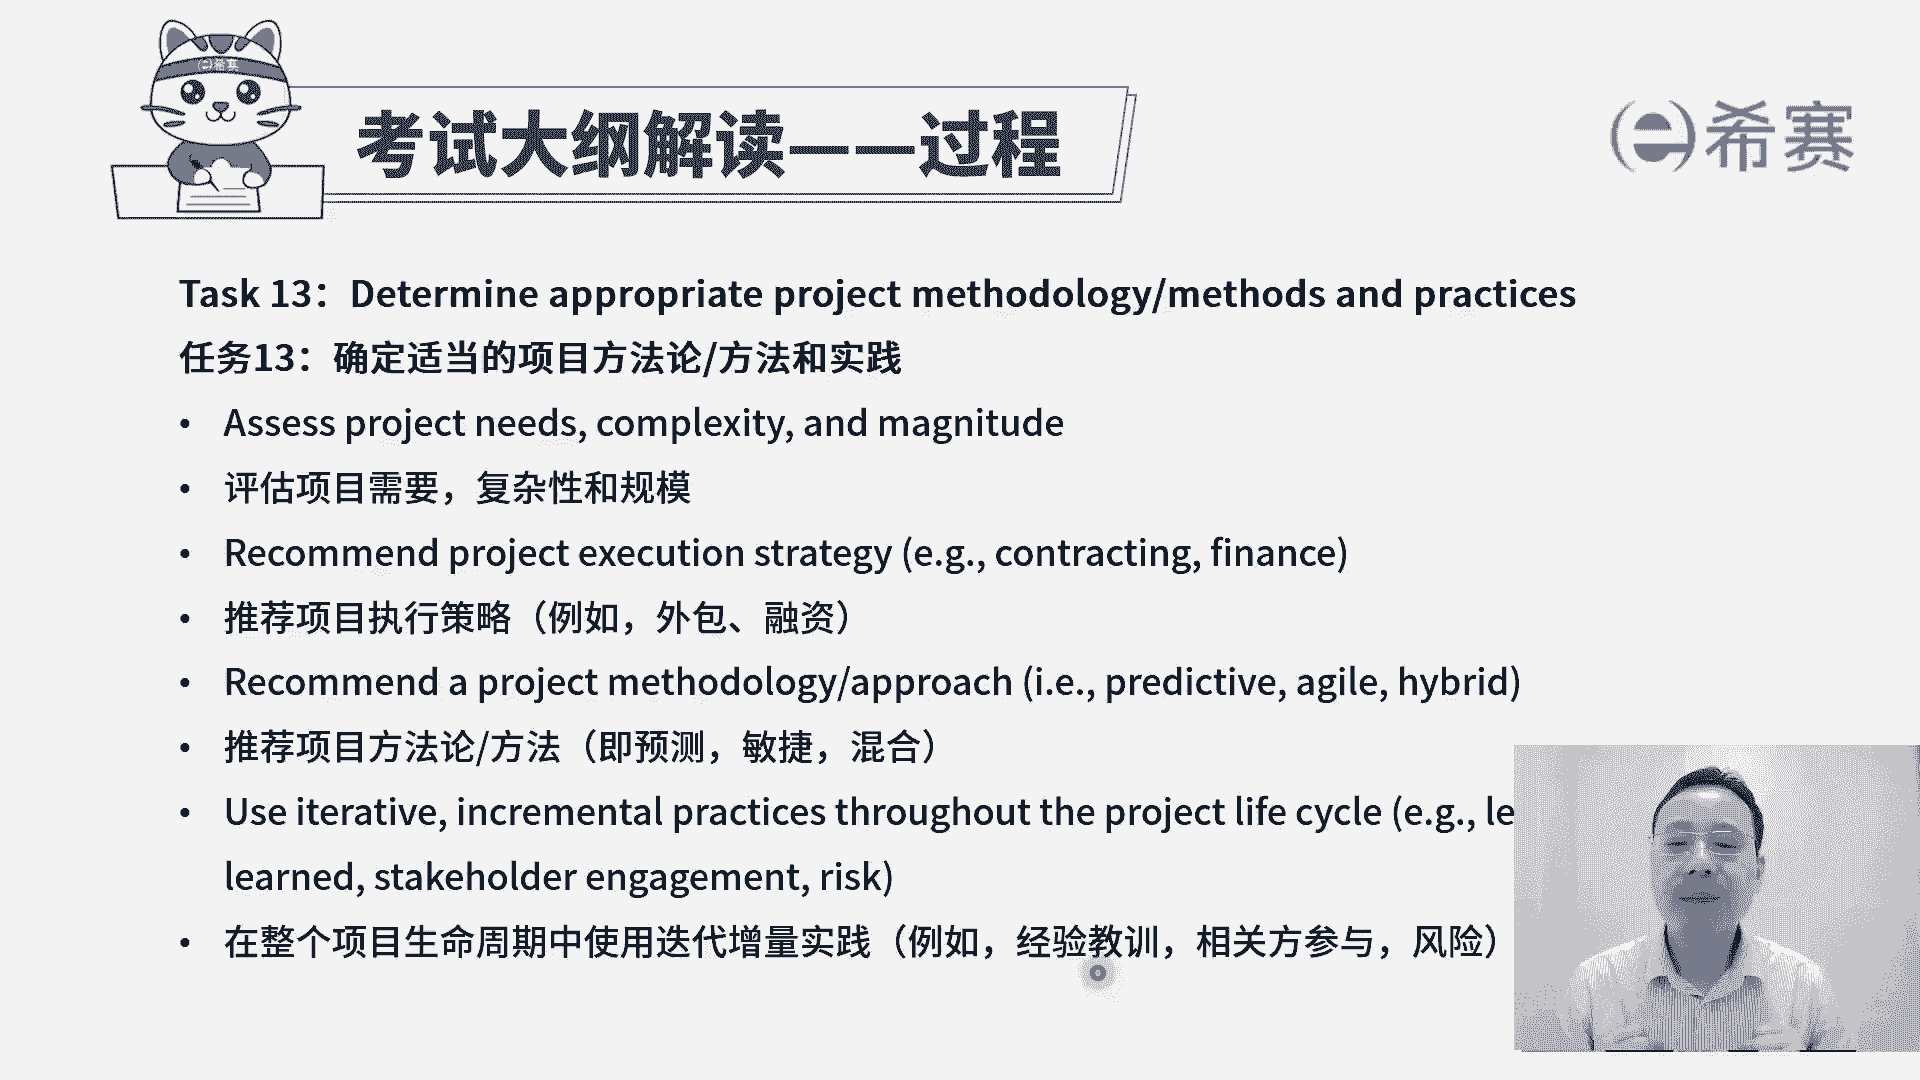 希赛
考试大纲解读——过程
希赛
Task 13：Determine appropriate project methodology/methods and practices
任务13：确定适当的项目方法论/方法和实践
• Assess project needs, complexity, and magnitude
• 评估项目需要，复杂性和规模
• Recommend project execution strategy (e.g., contracting, finance)
• 推荐项目执行策略（例如，外包、融资）
• Recommend a project methodology/approach (i.e., predictive, agile, hybrid)
• 推荐项目方法论/方法（即预测，敏捷，混合）
• Use iterative, incremental practices throughout the project life cycle (e.g., le
learned, stakeholder engagement, risk)
• 在整个项目生命周期中使用迭代增量实践（例如，经验教训，相关方参与，风险）